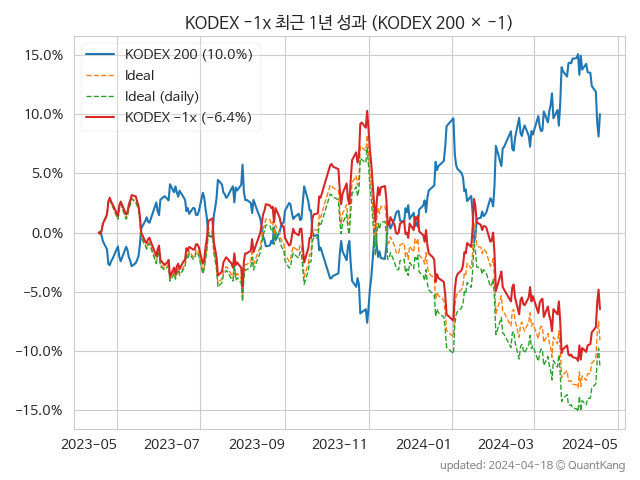 KODEX −1x 최근 1년 성과 (KODEX 200 × −1)
KODEX 200 (10.0%)
Ideal
Ideal (daily)
KODEX −1x (−6.4%)
15.0%
10.0%
5.0%
0.0%
−5.0%
−10.0%
−15.0%
2023-05 2023-07 2023-09 2023-11 2024-01 2024-03 2024-05
updated: 2024-04-18 © QuantKang